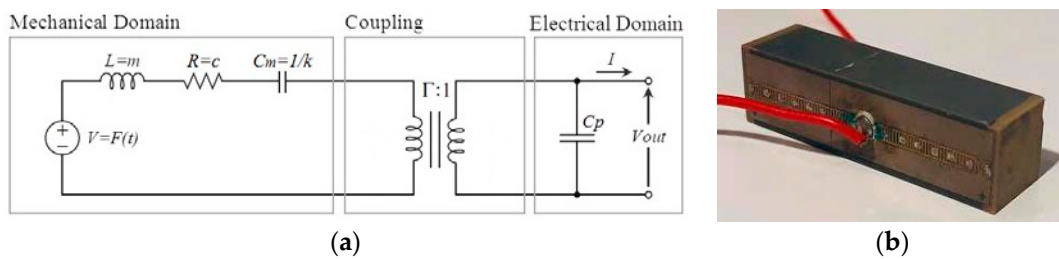 Mechanical Domain
Coupling
Electrical Domain
L=m
R=c
Cm=1/k
I
Γ:1
V=F(t)
Cp
Vout
(a)
(b)